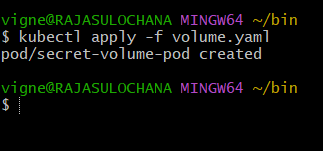 vigne@RAJASULOCHANA MINGW64 ~/bin
$ kubectl apply -f volume.yaml
pod/secret-volume-pod created
vigne@RAJASULOCHANA MINGW64 ~/bin
$